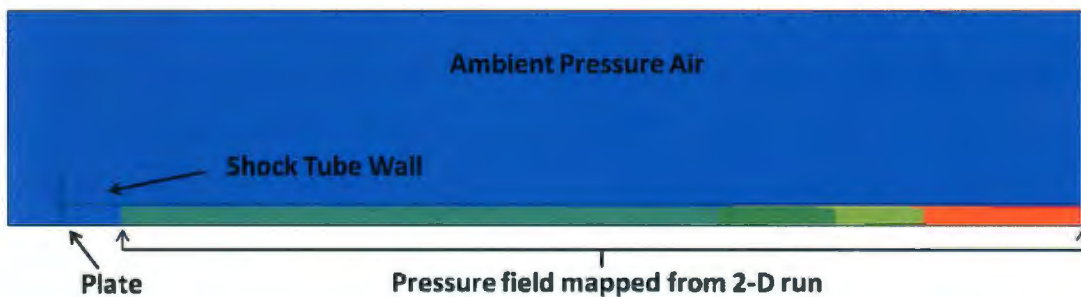 Ambient Pressure Air
Shock Tube Wall
Plate
Pressure field mapped from 2-D run